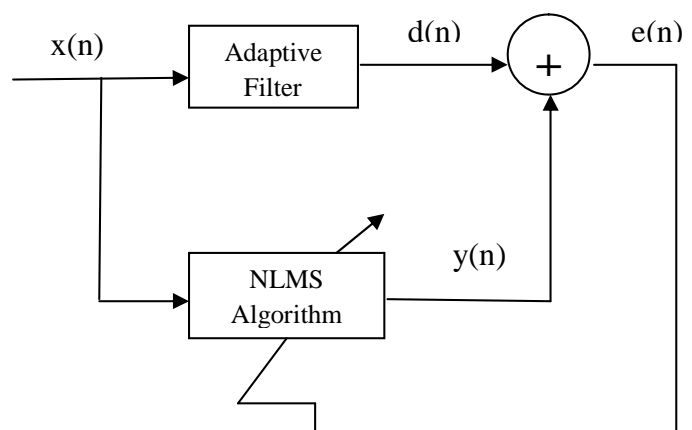 x(n)
Adaptive
Filter
d(n)
+
e(n)
NLMS
Algorithm
y(n)